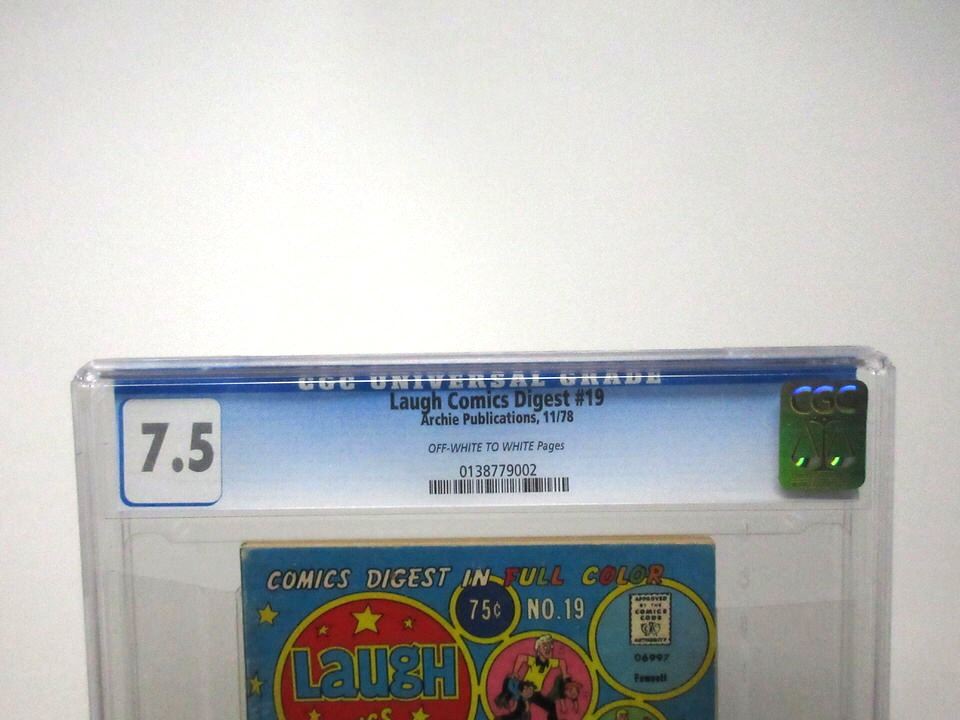 CGC UNIVERSAL GRADE
Laugh Comics Digest #19
Archie Publications, 11/78
7.5
CGC
OFF-WHITE TO WHITE Pages
0138779002
COMICS DIGEST IN FULL COLOR
75¢ NO.19
APPROVED
BY THE
COMICS
CODE
AUTHORITY
06997
Fawcett
LAUGH